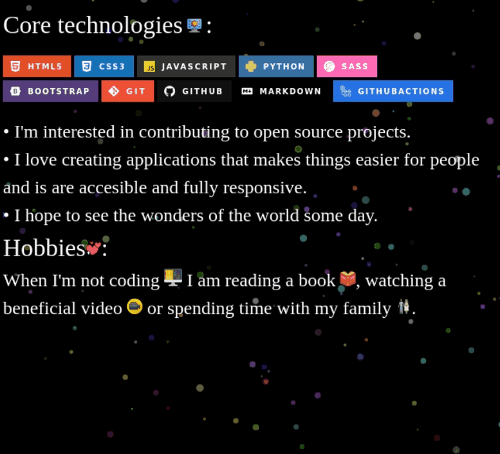 Core technologies:
HTML5 CSS3 JAVASCRIPT PYTHON SASS
BOOTSTRAP GIT GITHUB MARKDOWN GITHUBACTIONS
• I'm interested in contributing to open source projects.
• I love creating applications that makes things easier for people
and is are accesible and fully responsive.
• I hope to see the wonders of the world some day.
Hobbies💕:
When I'm not coding I am reading a book, watching a
beneficial video or spending time with my family.